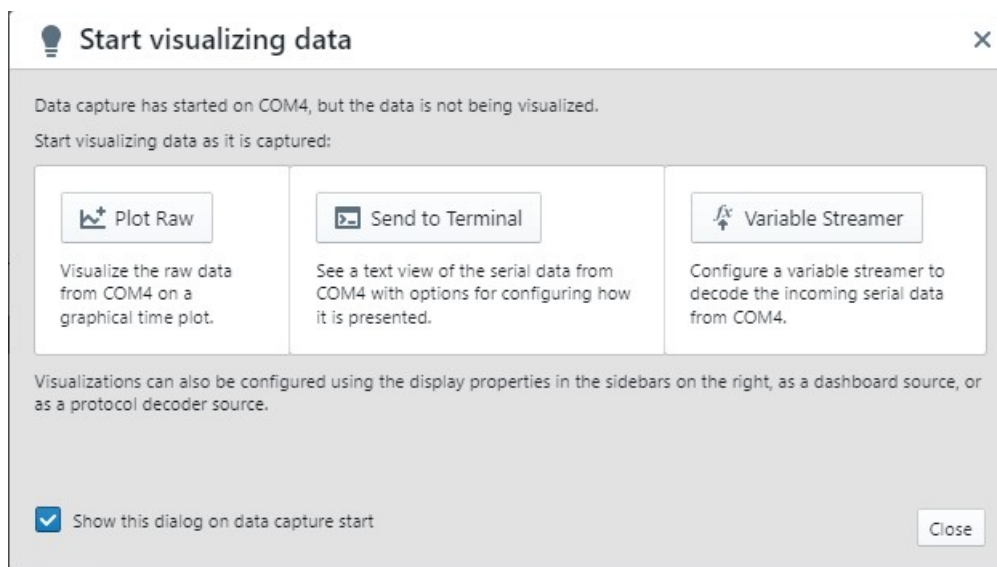 Start visualizing data
Data capture has started on COM4, but the data is not being visualized.
Start visualizing data as it is captured:
Plot Raw
Visualize the raw data
from COM4 on a
graphical time plot.
Send to Terminal
See a text view of the serial data from
COM4 with options for configuring how
it is presented.
Variable Streamer
Configure a variable streamer to
decode the incoming serial data
from COM4.
Visualizations can also be configured using the display properties in the sidebars on the right, as a dashboard source, or
as a protocol decoder source.
Show this dialog on data capture start
Close